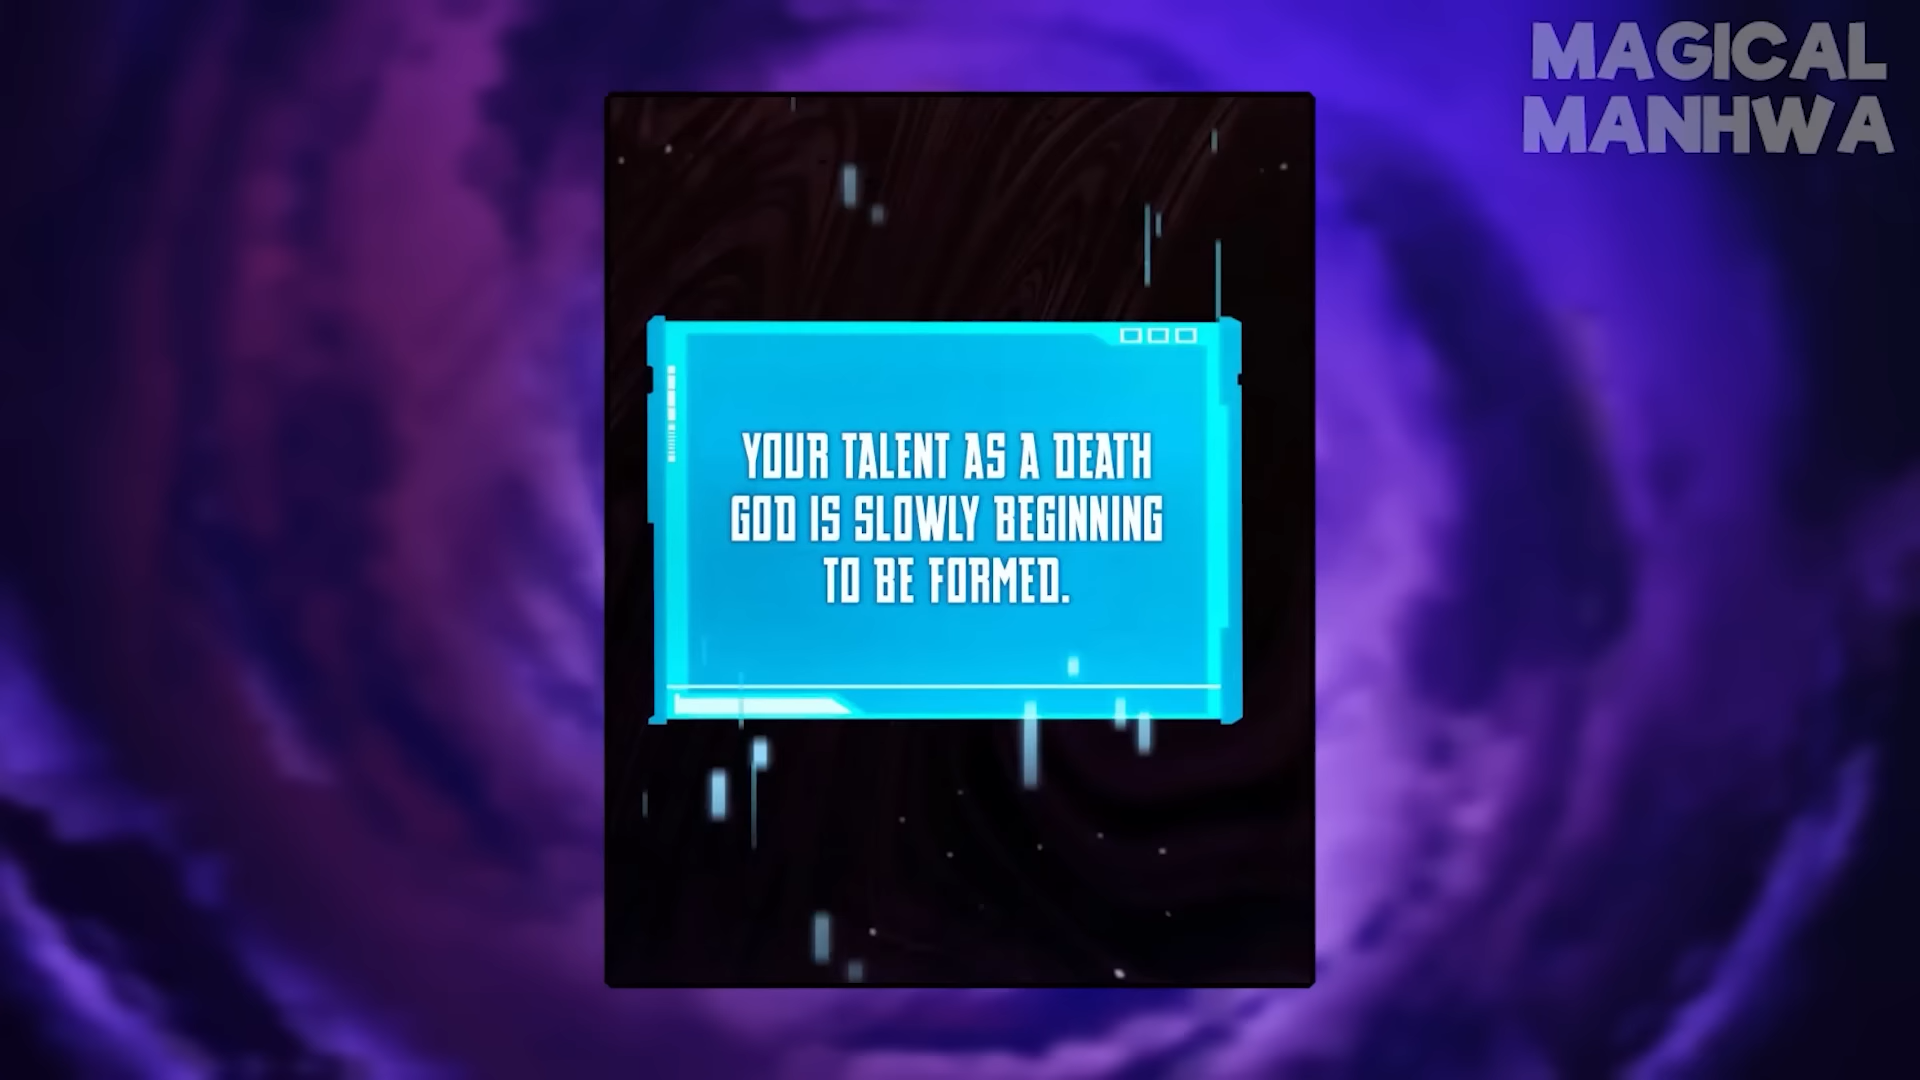 MAGICAL
MANHWA
YOUR TALENT AS A DEATH
GOD IS SLOWLY BEGINNING
TO BE FORMED.